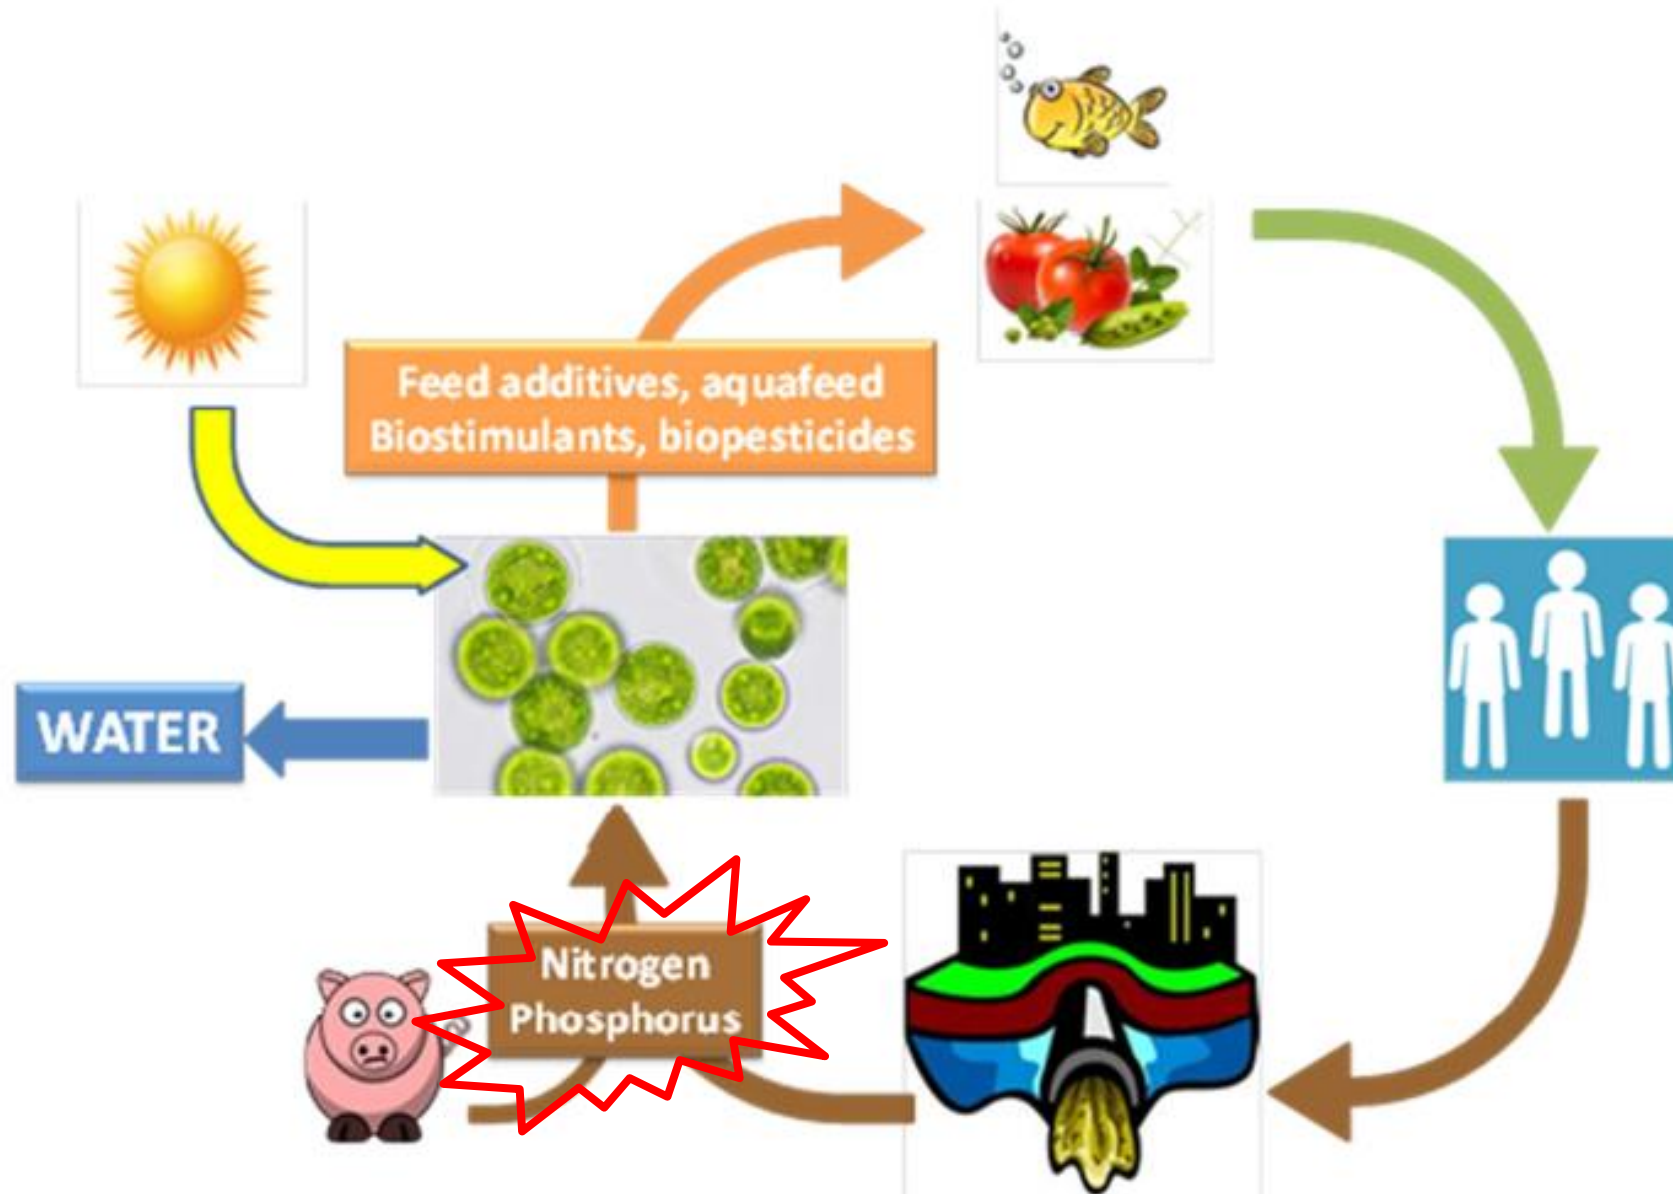 Feed additives, aquafeed
Biostimulants, biopesticides
WATER
Nitrogen
Phosphorus